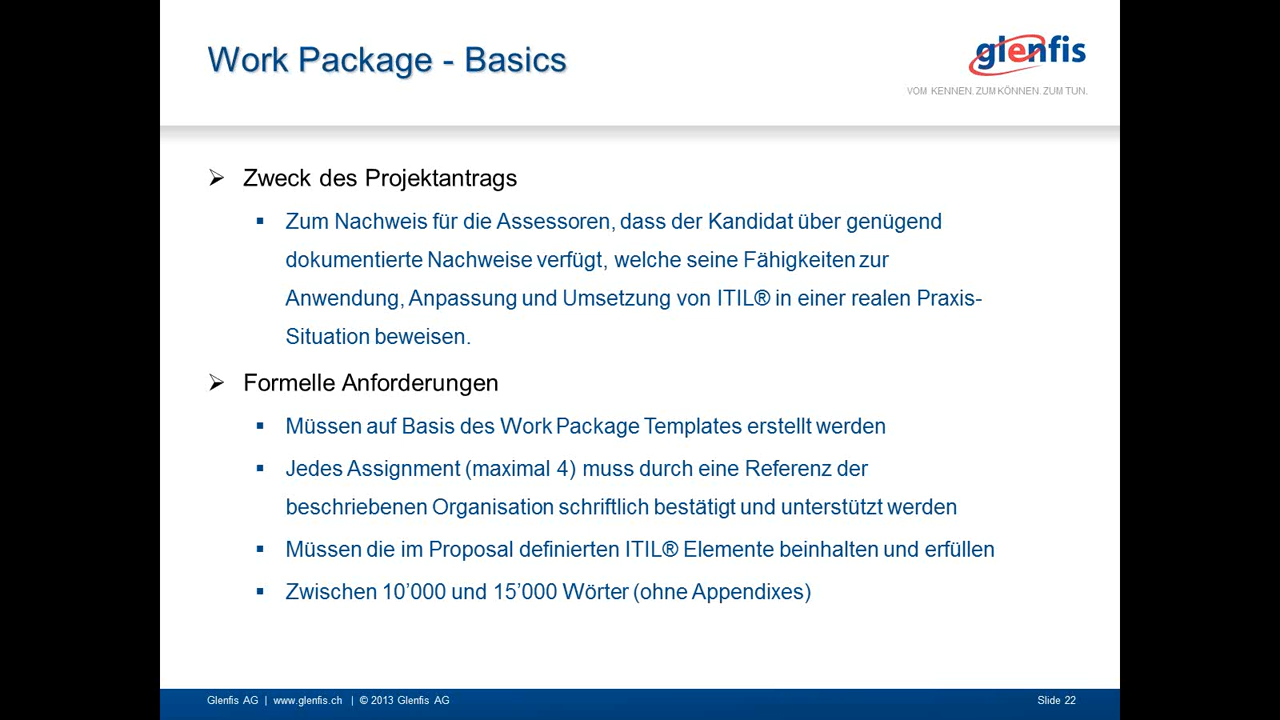 Work Package - Basics
glenfis
VOM KENNEN. ZUM KÖNNEN. ZUM TUN.
Zweck des Projektantrags
Zum Nachweis für die Assessoren, dass der Kandidat über genügend
dokumentierte Nachweise verfügt, welche seine Fähigkeiten zur
Anwendung, Anpassung und Umsetzung von ITIL® in einer realen Praxis-
Situation beweisen.
Formelle Anforderungen
Müssen auf Basis des Work Package Templates erstellt werden
Jedes Assignment (maximal 4) muss durch eine Referenz der
beschriebenen Organisation schriftlich bestätigt und unterstützt werden
Müssen die im Proposal definierten ITIL® Elemente beinhalten und erfüllen
Zwischen 10’000 und 15’000 Wörter (ohne Appendixes)
Glenfis AG | www.glenfis.ch | © 2013 Glenfis AG
Slide 22